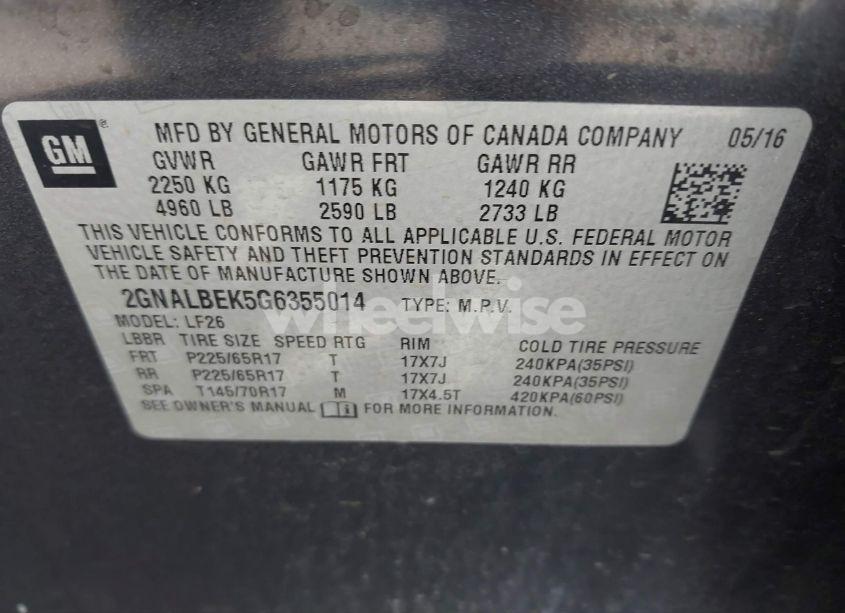 GM®
MFD BY GENERAL MOTORS OF CANADA COMPANY 05/16
GVWR GAWR FRT GAWR RR
2250 KG 1175 KG 1240 KG
4960 LB 2590 LB 2733 LB
THIS VEHICLE CONFORMS TO ALL APPLICABLE U.S. FEDERAL MOTOR
VEHICLE SAFETY AND THEFT PREVENTION STANDARDS IN EFFECT ON
THE DATE OF MANUFACTURE SHOWN ABOVE.
2GNALBEK5G6355014 TYPE: M.P.V.
wheelwise
MODEL: LF26
LBBR TIRE SIZE SPEED RTG RIM COLD TIRE PRESSURE
FRT P225/65R17 T 17X7J 240KPA(35PSI)
RR P225/65R17 T 17X7J 240KPA(35PSI)
SPA T145/70R17 M 17X4.5T 420KPA(60PSI)
SEE OWNER'S MANUAL FOR MORE INFORMATION.